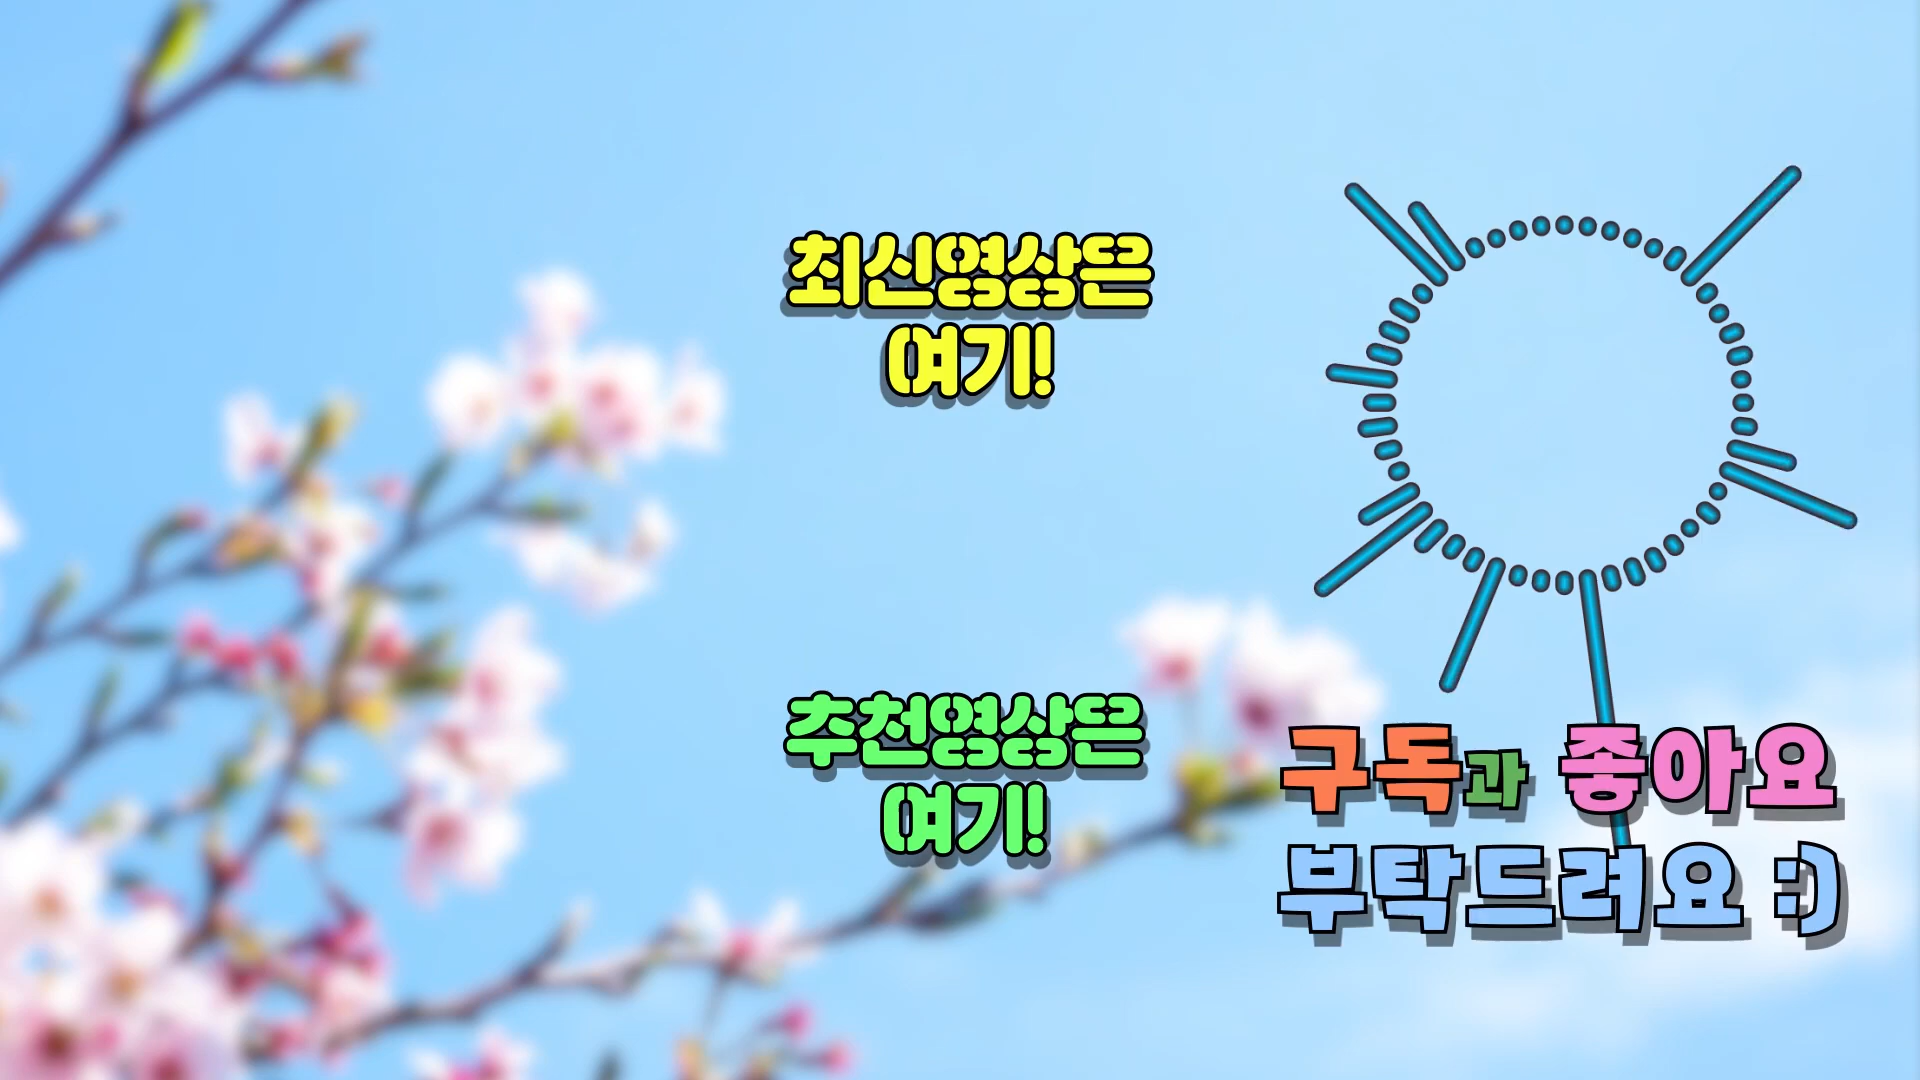 최신영상은
여기!
추천영상은
여기!
구독과 좋아요
부탁드려요 :)